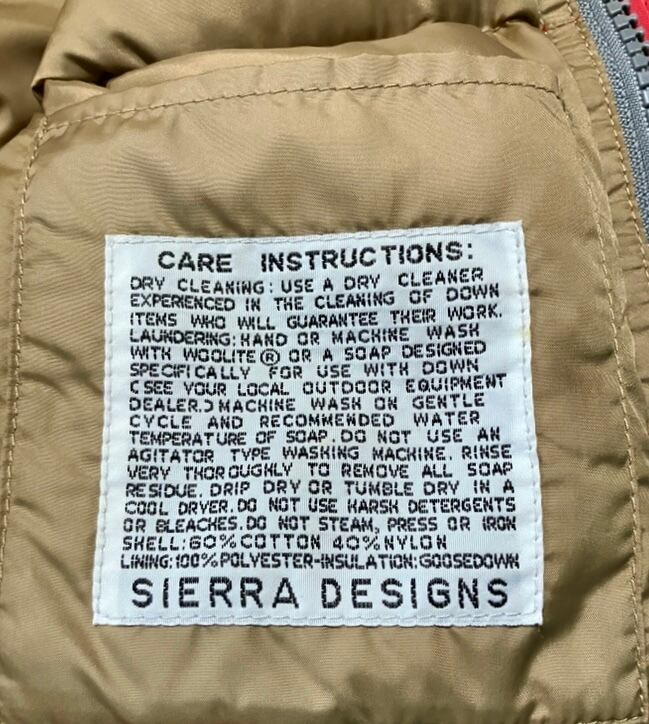 CARE INSTRUCTIONS:
DRY CLEANING: USE A DRY CLEANER
EXPERIENCED IN THE CLEANING OF DOWN
ITEMS WHO WILL GUARANTEE THEIR WORK.
LAUNDERING: HAND OR MACHINE WASH
WITH WOOLITE® OR A SOAP DESIGNED
SPECIFICALLY FOR USE WITH DOWN
(SEE YOUR LOCAL OUTDOOR EQUIPMENT
DEALER.) MACHINE WASH ON GENTLE
CYCLE AND RECOMMENDED WATER
TEMPERATURE OF SOAP. DO NOT USE AN
AGITATOR TYPE WASHING MACHINE. RINSE
VERY THOROUGHLY TO REMOVE ALL SOAP
RESIDUE. DRIP DRY OR TUMBLE DRY IN A
COOL DRYER. DO NOT USE HARSH DETERGENTS
OR BLEACHES. DO NOT STEAM, PRESS OR IRON
SHELL: 60% COTTON 40% NYLON
LINING: 100% POLYESTER-INSULATION: GOOSEDOWN
SIERRA DESIGNS